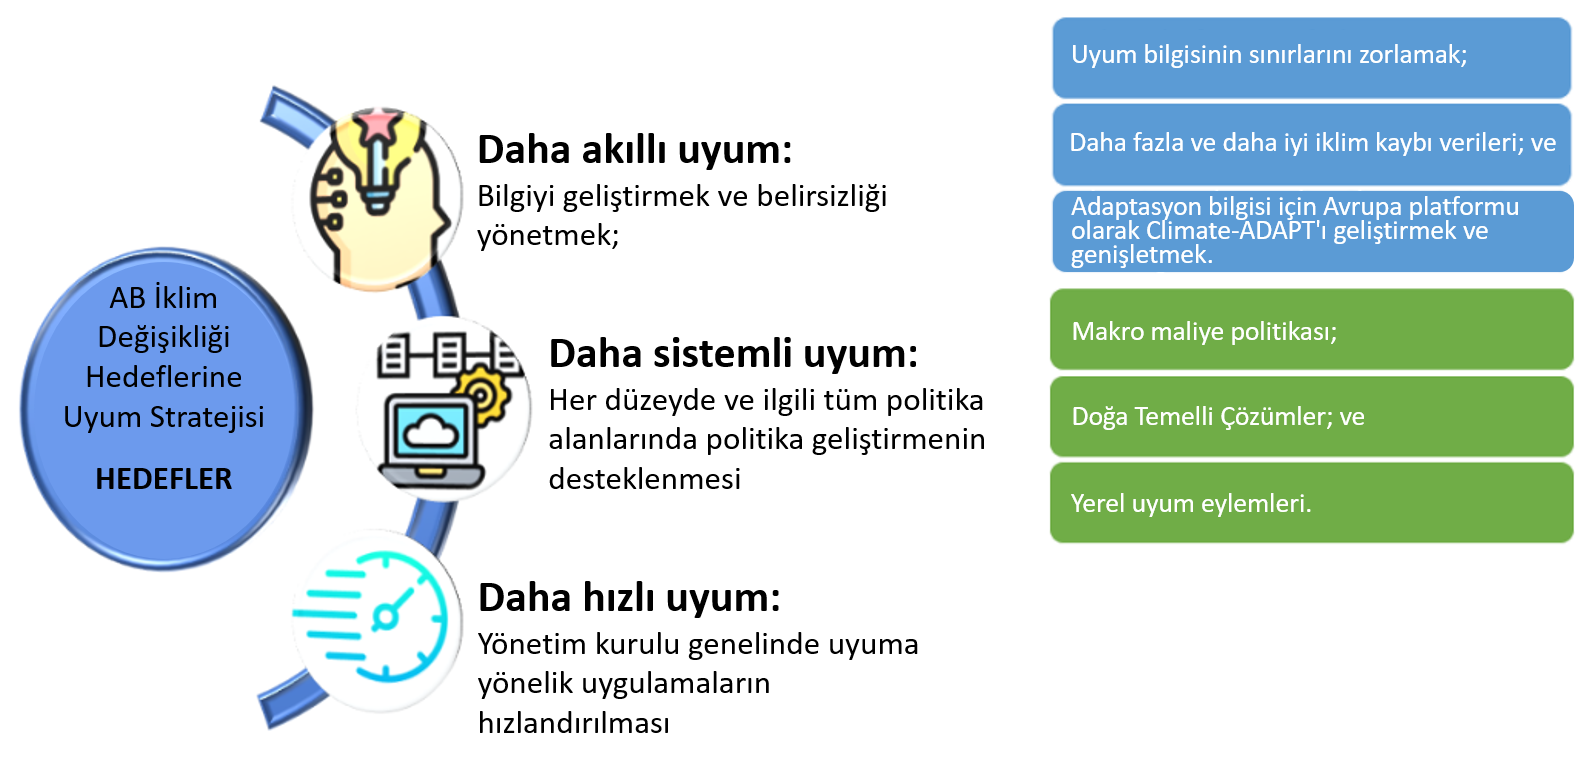 AB İklim
Değişikliği
Hedeflerine
Uyum Stratejisi
HEDEFLER
Daha akıllı uyum:
Bilgiyi geliştirmek ve belirsizliği
yönetmek;
Daha sistemli uyum:
Her düzeyde ve ilgili tüm politika
alanlarında politika geliştirmenin
desteklenmesi
Daha hızlı uyum:
Yönetim kurulu genelinde uyuma
yönelik uygulamaların
hızlandırılması
Uyum bilgisinin sınırlarını zorlamak;
Daha fazla ve daha iyi iklim kaybı verileri; ve
Adaptasyon bilgisi için Avrupa platformu
olarak Climate-ADAPT'ı geliştirmek ve
genişletmek.
Makro maliye politikası;
Doğa Temelli Çözümler; ve
Yerel uyum eylemleri.